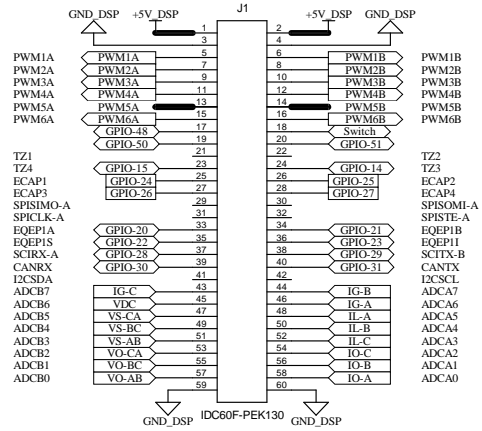 J1
GND_DSP +5V_DSP +5V_DSP GND_DSP
1 2
3 4
PWM1A PWM1A 5 6 PWM1B PWM1B
PWM2A PWM2A 7 8 PWM2B PWM2B
PWM3A PWM3A 9 10 PWM3B PWM3B
PWM4A PWM4A 11 12 PWM4B PWM4B
PWM5A PWM5A 13 14 PWM5B PWM5B
PWM6A PWM6A 15 16 PWM6B PWM6B
GPIO-48 17 18 Switch
GPIO-50 19 20 GPIO-51
TZ1 21 22 TZ2
TZ4 GPIO-15 23 24 GPIO-14 TZ3
ECAP1 GPIO-24 25 26 GPIO-25 ECAP2
ECAP3 GPIO-26 27 28 GPIO-27 ECAP4
SPISIMO-A 29 30 SPISOMI-A
SPICLK-A 31 32 SPISTE-A
EQEP1A GPIO-20 33 34 GPIO-21 EQEP1B
EQEP1S GPIO-22 35 36 GPIO-23 EQEP1I
SCIRX-A GPIO-28 37 38 GPIO-29 SCITX-B
CANRX GPIO-30 39 40 GPIO-31 CANTX
I2CSDA 41 42 I2CSCL
ADCB7 IG-C 43 44 IG-B ADCA7
ADCB6 VDC 45 46 IG-A ADCA6
ADCB5 VS-CA 47 48 IL-A ADCA5
ADCB4 VS-BC 49 50 IL-B ADCA4
ADCB3 VS-AB 51 52 IL-C ADCA3
ADCB2 VO-CA 53 54 IO-C ADCA2
ADCB1 VO-BC 55 56 IO-B ADCA1
ADCB0 VO-AB 57 58 IO-A ADCA0
59 60
GND_DSP IDC60F-PEK130 GND_DSP